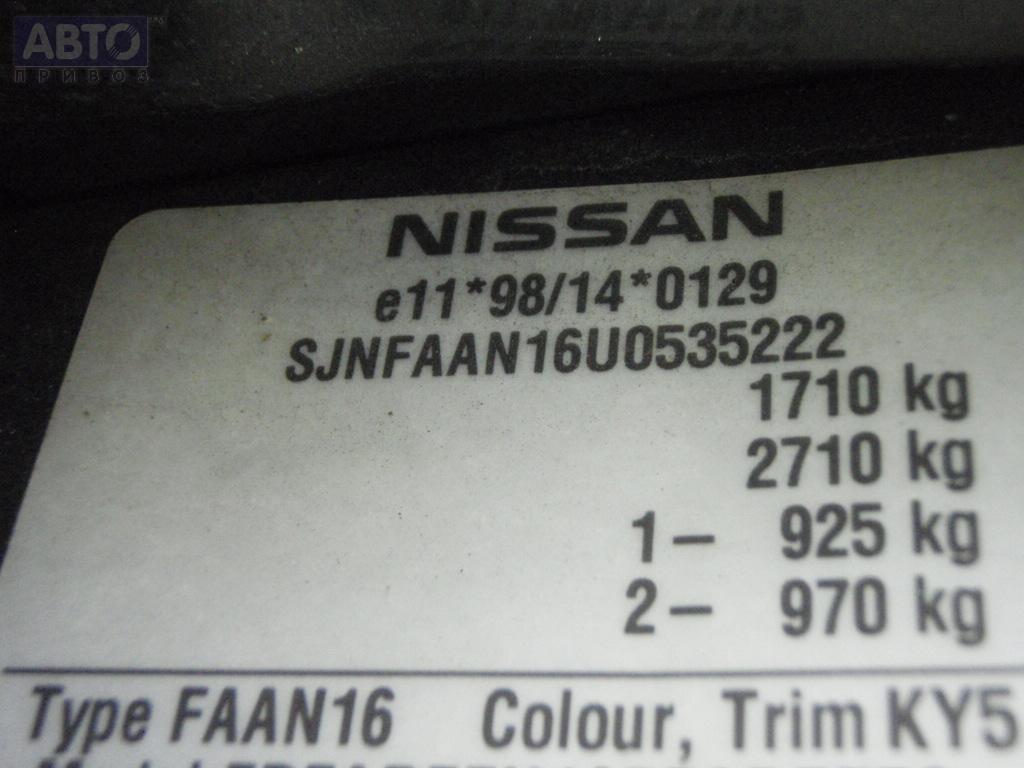 АВТО
ПРИВОЗ
NISSAN
e11*98/14*0129
SJNFAAN16U0535222
1710 kg
2710 kg
1– 925 kg
2– 970 kg
Type FAAN16 Colour, Trim KY5